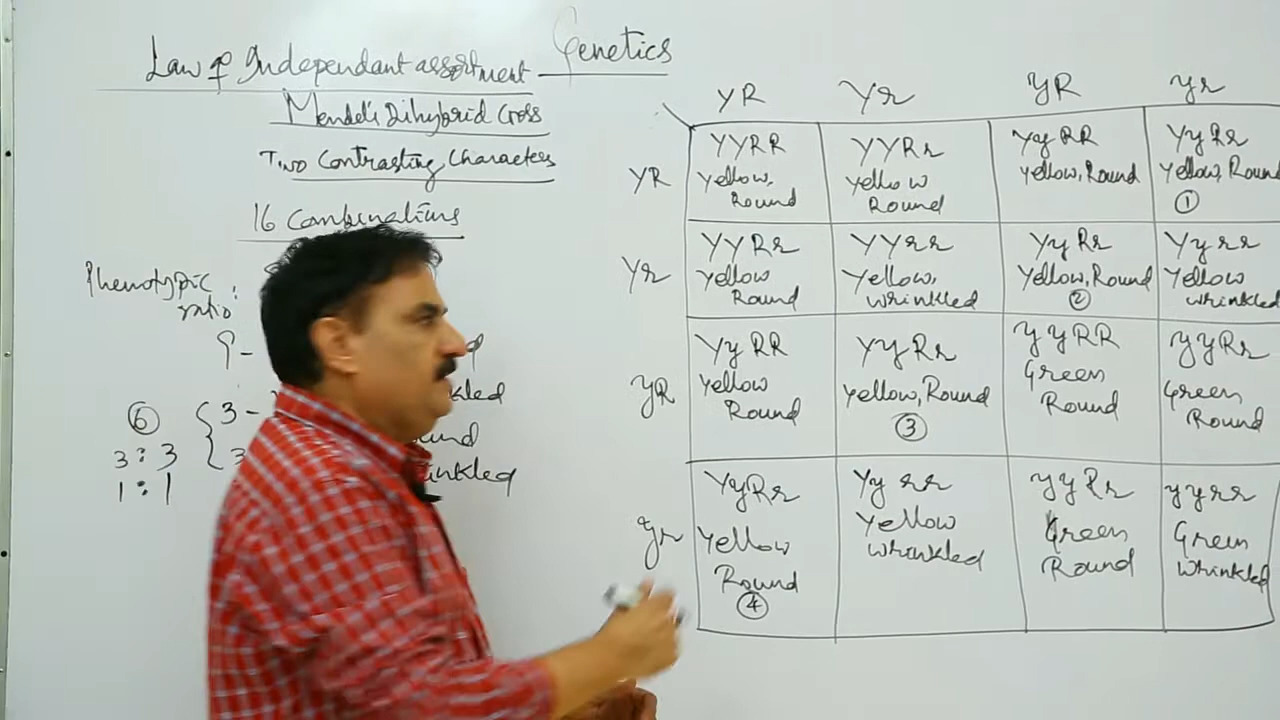 Genetics
Law of Independant assortment
Mendel's Dihybrid Cross
Two Contrasting Characters
16 Combinations
Phenotypic
ratio:
9 -
3 -
3
6
3 : 3
1 : 1
YR Yr yR yr
YR
YYRR
Yellow,
Round
YYRr
Yellow
Round
YyRR
Yellow, Round
YyRr
Yellow, Round
1
Yr
YYRr
Yellow
Round
YYrr
Yellow,
wrinkled
YyRr
Yellow, Round
2
Yyrr
Yellow
wrinkled
yR
YyRR
Yellow
Round
YyRr
Yellow, Round
3
yyRR
Green
Round
yyRr
Green
Round
yr
YyRr
Yellow
Round
4
Yyrr
Yellow
wrinkled
yyRr
Green
Round
yyrr
Green
wrinkled